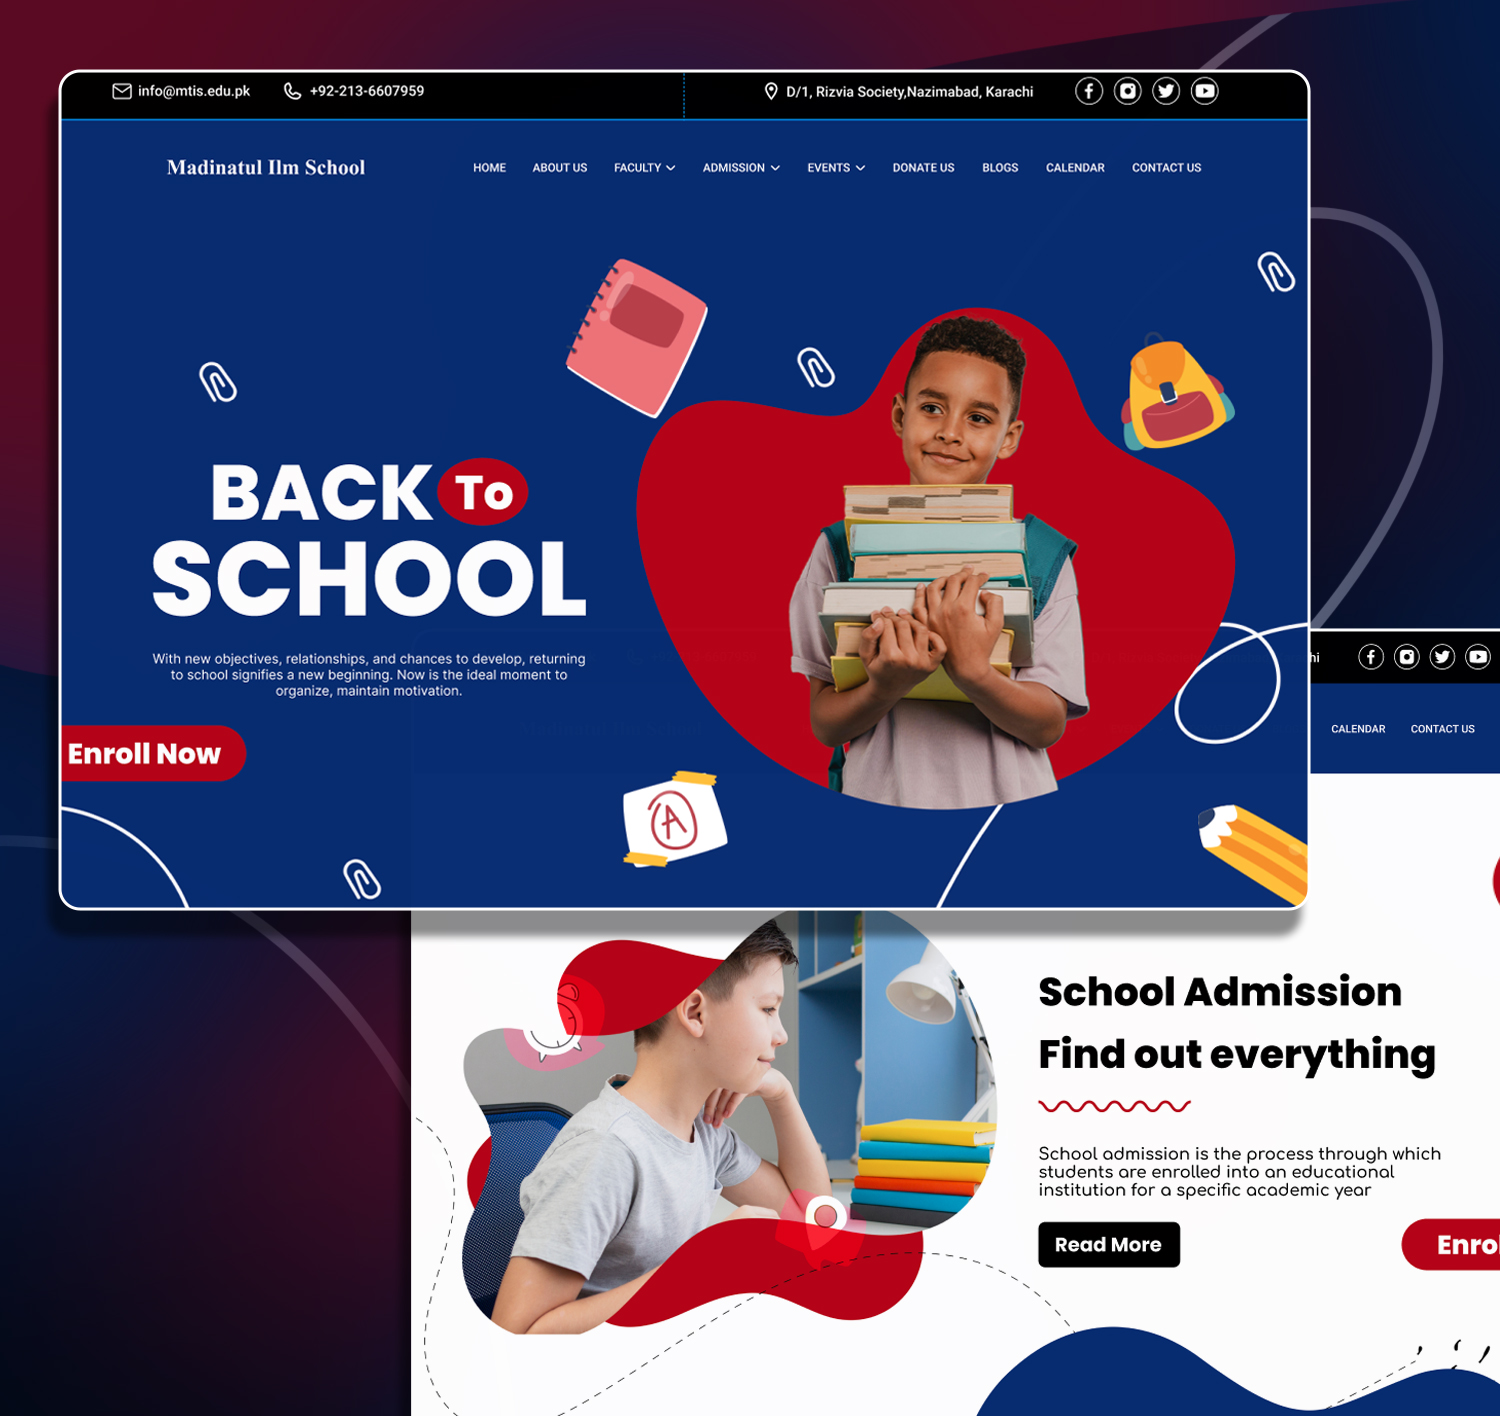 info@mtis.edu.pk
+92-213-6607959
D/1, Rizvia Society,Nazimabad, Karachi
Madinatul Ilm School
HOME
ABOUT US
FACULTY
ADMISSION
EVENTS
DONATE US
BLOGS
CALENDAR
CONTACT US
BACK To
SCHOOL
With new objectives, relationships, and chances to develop, returning
to school signifies a new beginning. Now is the ideal moment to
organize, maintain motivation.
Enroll Now
A
hi
CALENDAR
CONTACT US
School Admission
Find out everything
School admission is the process through which
students are enrolled into an educational
institution for a specific academic year
Read More
Enro